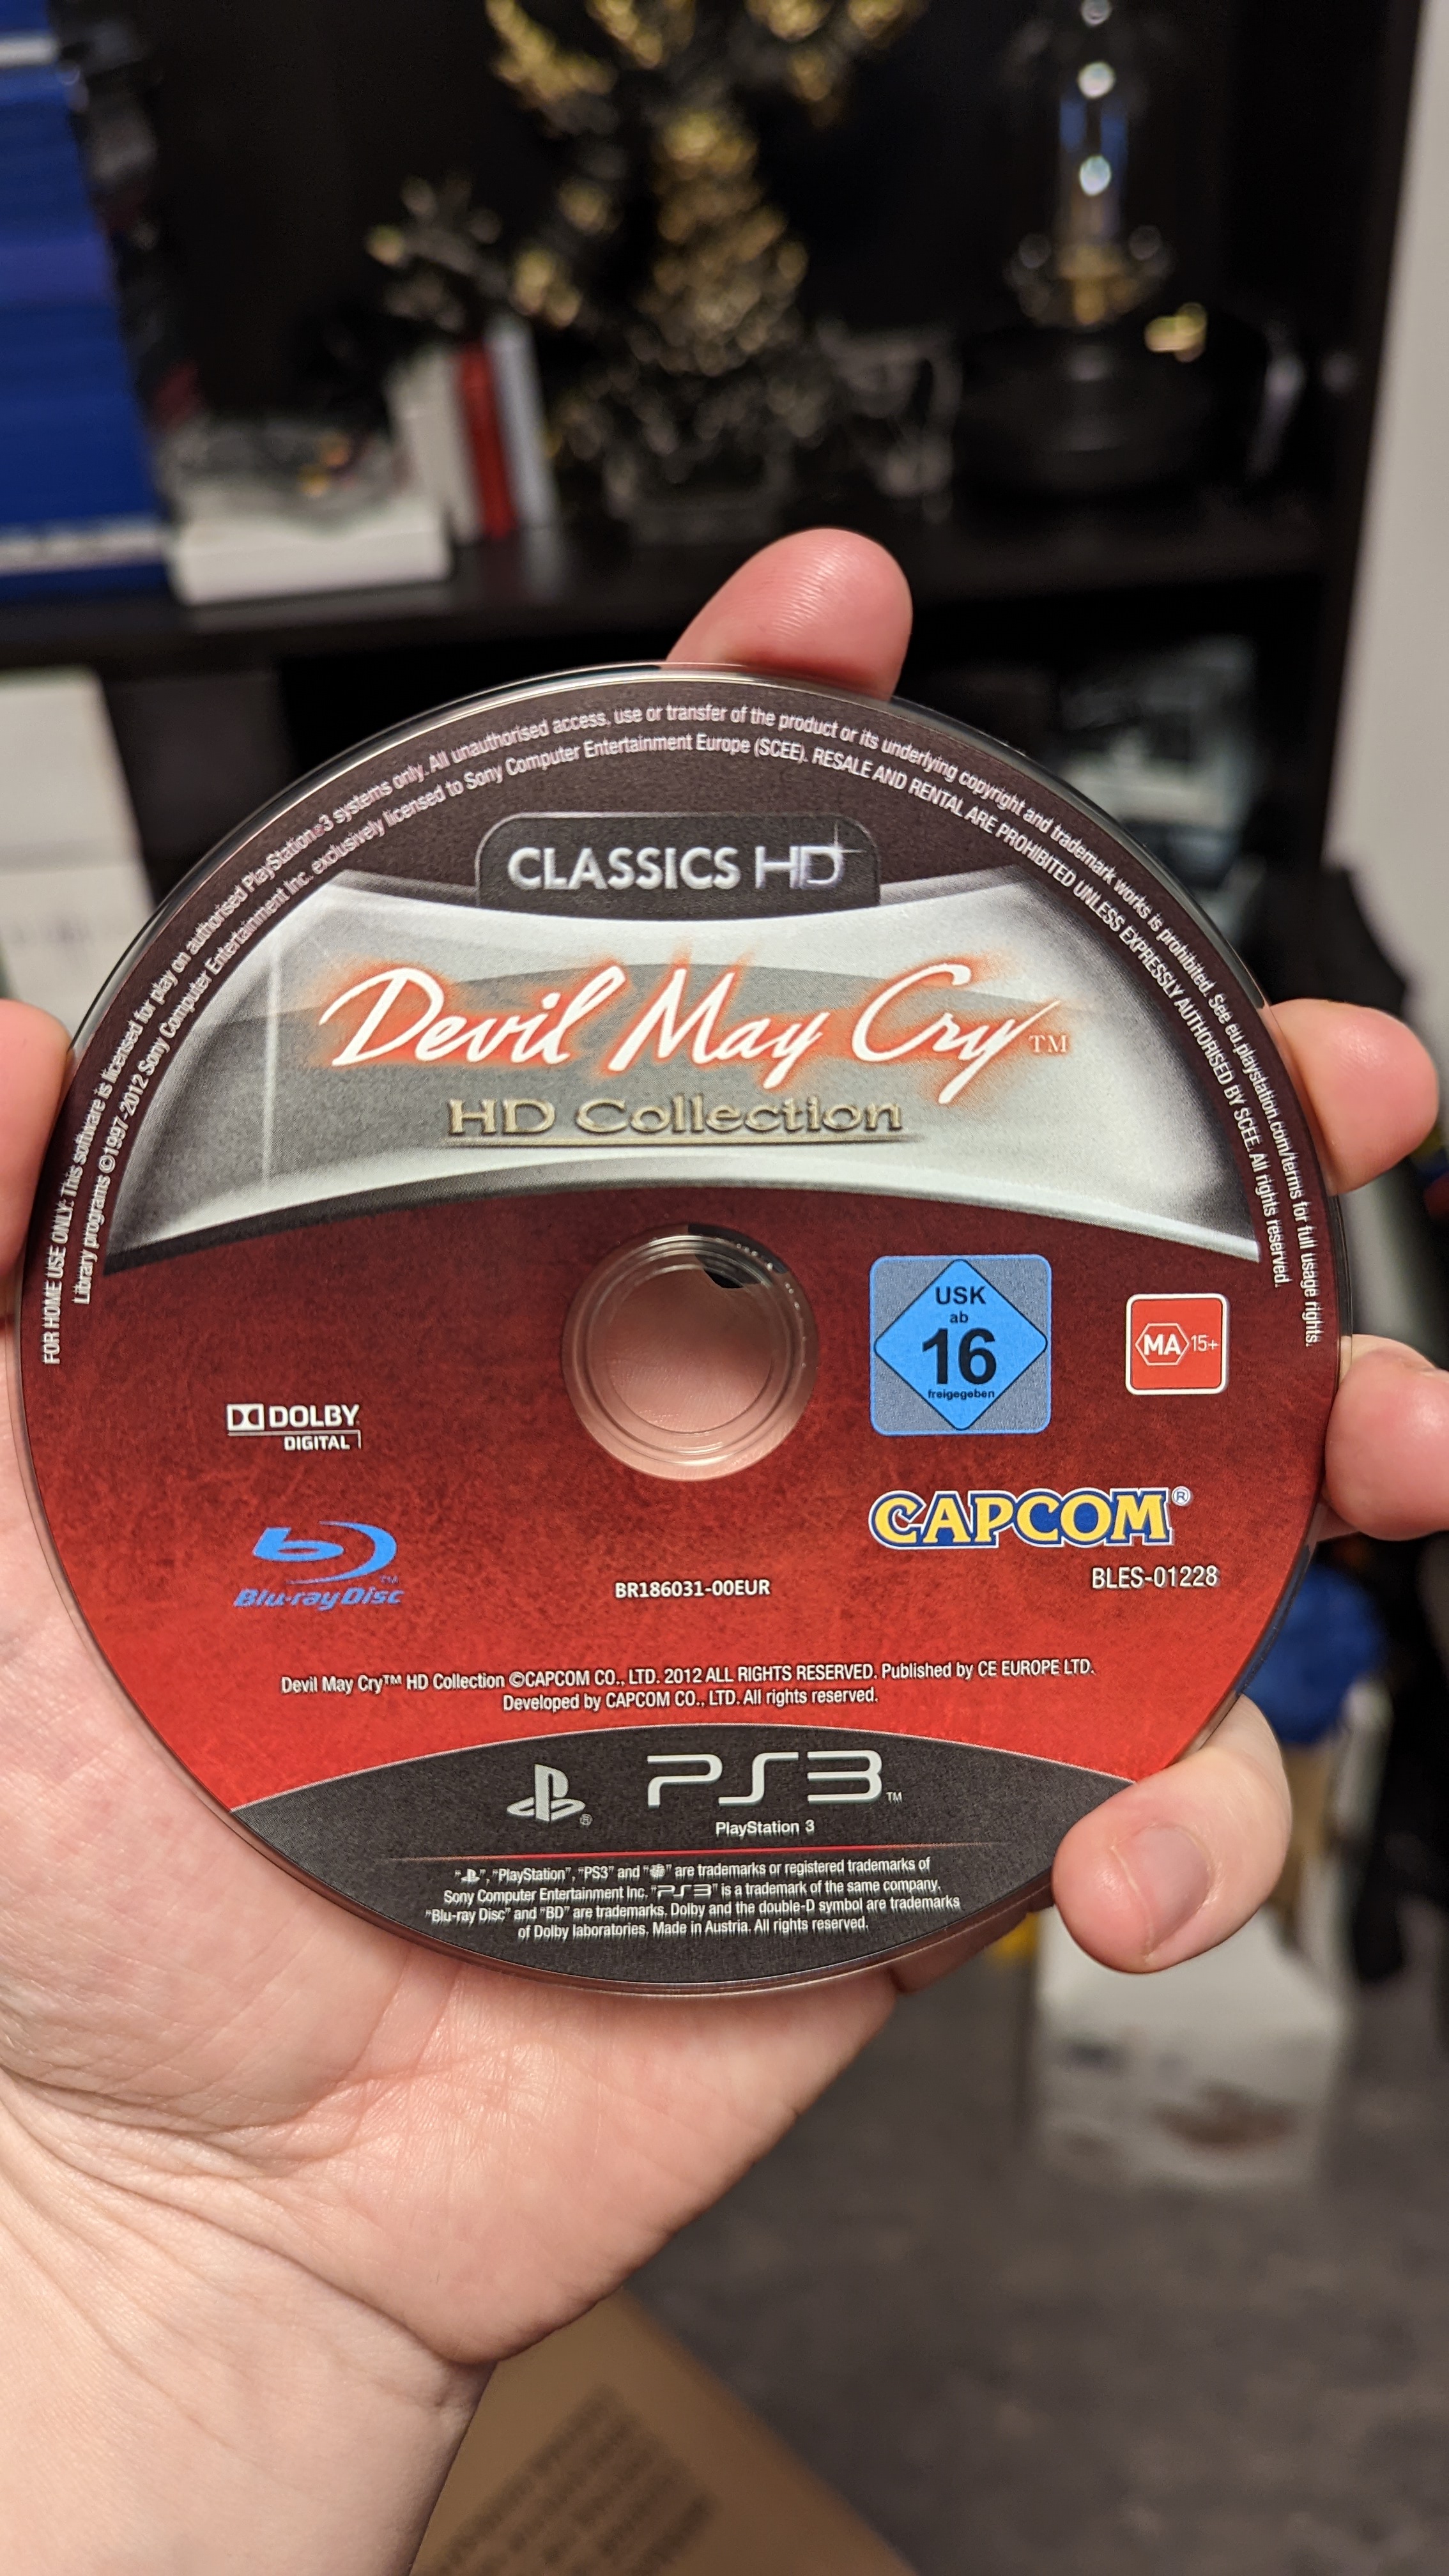 FOR HOME USE ONLY: This software is licensed for play on authorised PlayStation®3 systems only. All unauthorised access, use or transfer of the product or its underlying copyright and trademark works is prohibited. See eu.playstation.com/terms for full usage rights.
Library programs ©1997-2012 Sony Computer Entertainment Inc. exclusively licensed to Sony Computer Entertainment Europe (SCEE). RESALE AND RENTAL ARE PROHIBITED UNLESS EXPRESSLY AUTHORISED BY SCEE. All rights reserved.
CLASSICS HD
Devil May Cry™
HD Collection
USK
ab
16
freigegeben
MA 15+
DOLBY
DIGITAL
CAPCOM®
Blu-ray Disc™
BR186031-00EUR
BLES-01228
Devil May Cry™ HD Collection ©CAPCOM CO., LTD. 2012 ALL RIGHTS RESERVED. Published by CE EUROPE LTD.
Developed by CAPCOM CO., LTD. All rights reserved.
PS3™
PlayStation 3
“ ”, “PlayStation”, “PS3” and “ ” are trademarks or registered trademarks of
Sony Computer Entertainment Inc. “PS3” is a trademark of the same company.
“Blu-ray Disc” and “BD” are trademarks. Dolby and the double-D symbol are trademarks
of Dolby laboratories. Made in Austria. All rights reserved.